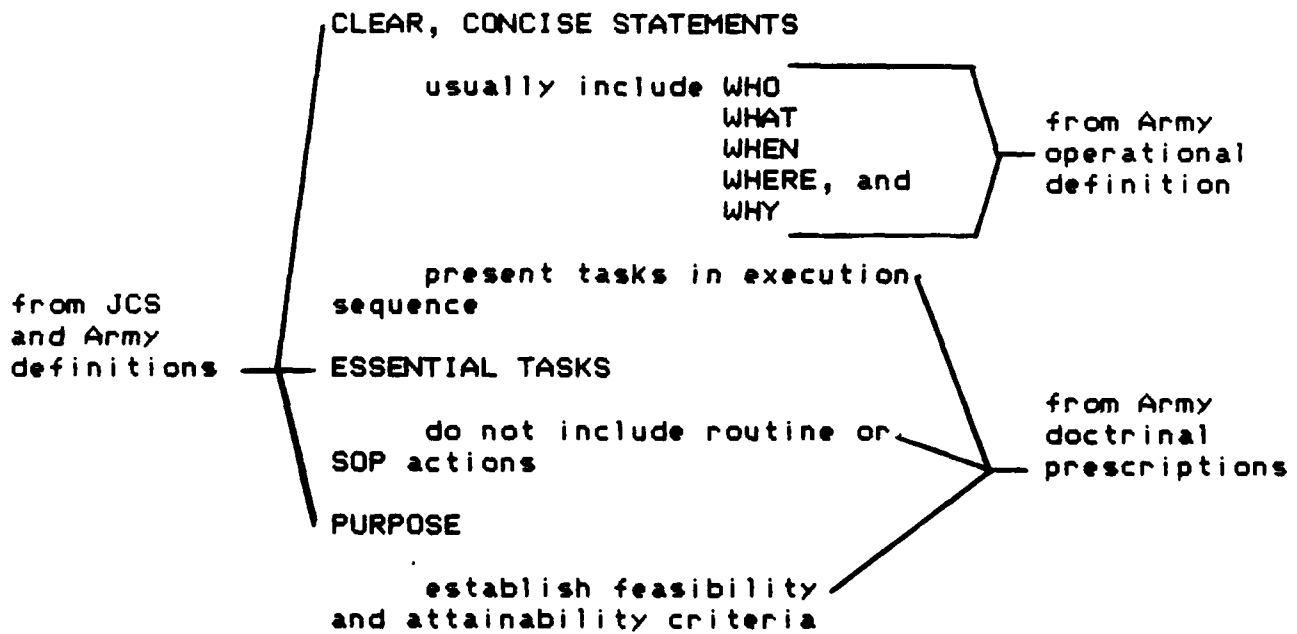 CLEAR, CONCISE STATEMENTS
usually include WHO
WHAT
WHEN
WHERE, and
WHY
from Army
operational
definition
present tasks in execution
sequence
from JCS
and Army
definitions
ESSENTIAL TASKS
do not include routine or
SOP actions
from Army
doctrinal
prescriptions
PURPOSE
establish feasibility
and attainability criteria